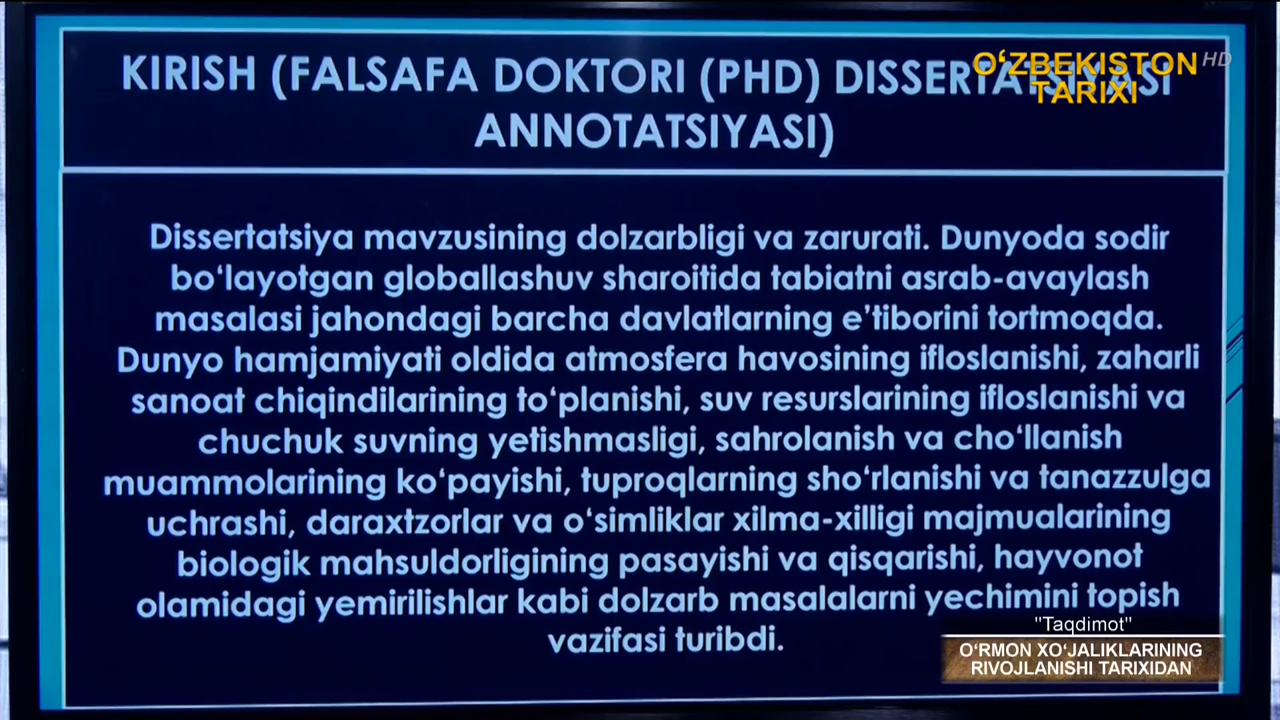 KIRISH (FALSAFA DOKTORI (PHD) DISSERTATSIYASI
ANNOTATSIYASI)
O‘ZBEKISTON HD
TARIXI
Dissertatsiya mavzusining dolzarbligi va zarurati. Dunyoda sodir
bo‘layotgan globallashuv sharoitida tabiatni asrab-avaylash
masalasi jahondagi barcha davlatlarning e’tiborini tortmoqda.
Dunyo hamjamiyati oldida atmosfera havosining ifloslanishi, zaharli
sanoat chiqindilarining to‘planishi, suv resurslarining ifloslanishi va
chuchuk suvning yetishmasligi, sahrolanish va cho‘llanish
muammolarining ko‘payishi, tuproqlarning sho‘rlanishi va tanazzulga
uchrashi, daraxtzorlar va o‘simliklar xilma-xilligi majmualarining
biologik mahsuldorligining pasayishi va qisqarishi, hayvonot
olamidagi yemirilishlar kabi dolzarb masalalarni yechimini topish
vazifasi turibdi.
"Taqdimot"
O‘RMON XO‘JALIKLARINING
RIVOJLANISHI TARIXIDAN